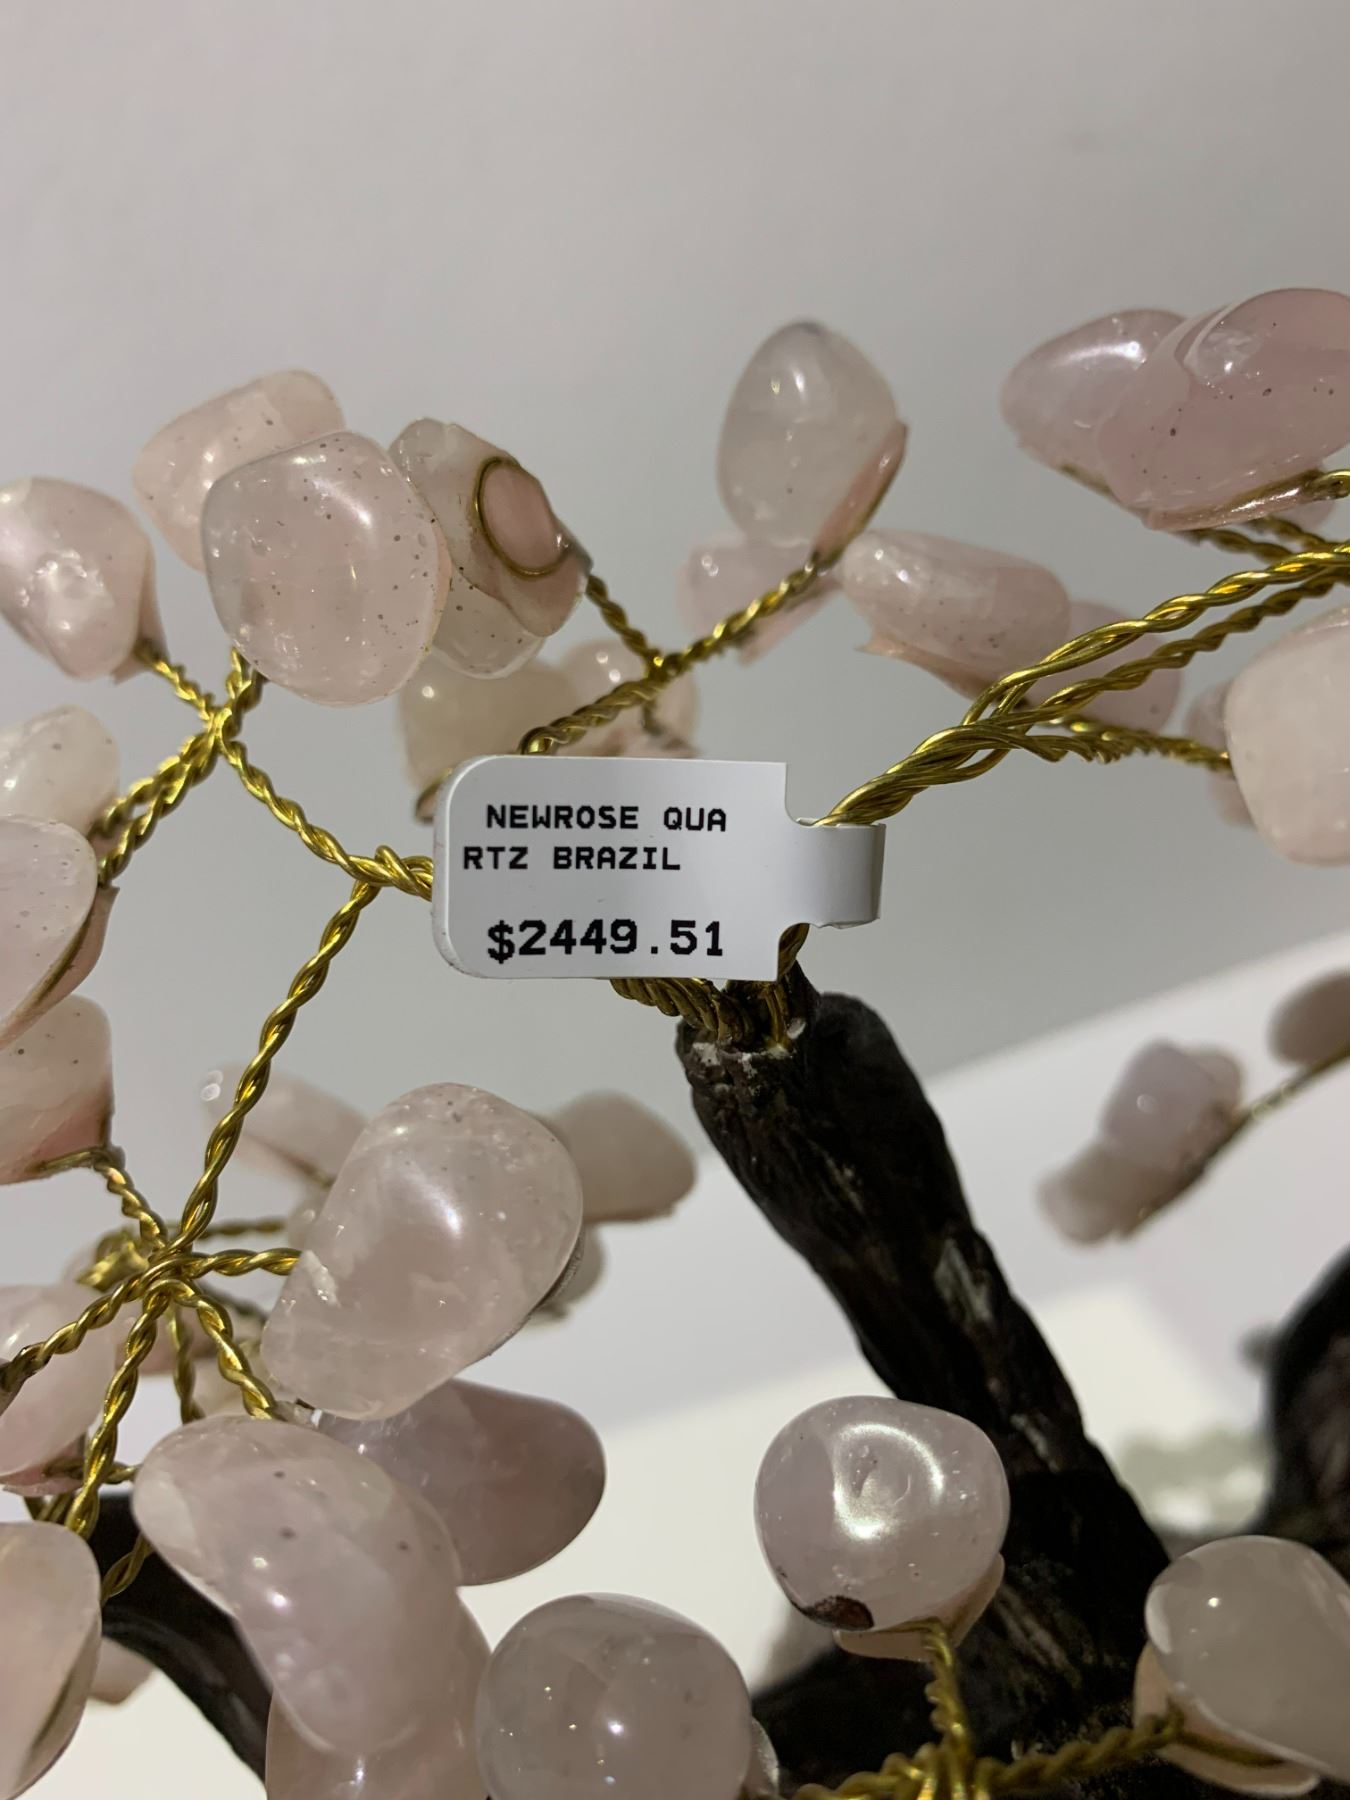 NEWROSE QUA
RTZ BRAZIL
$2449.51